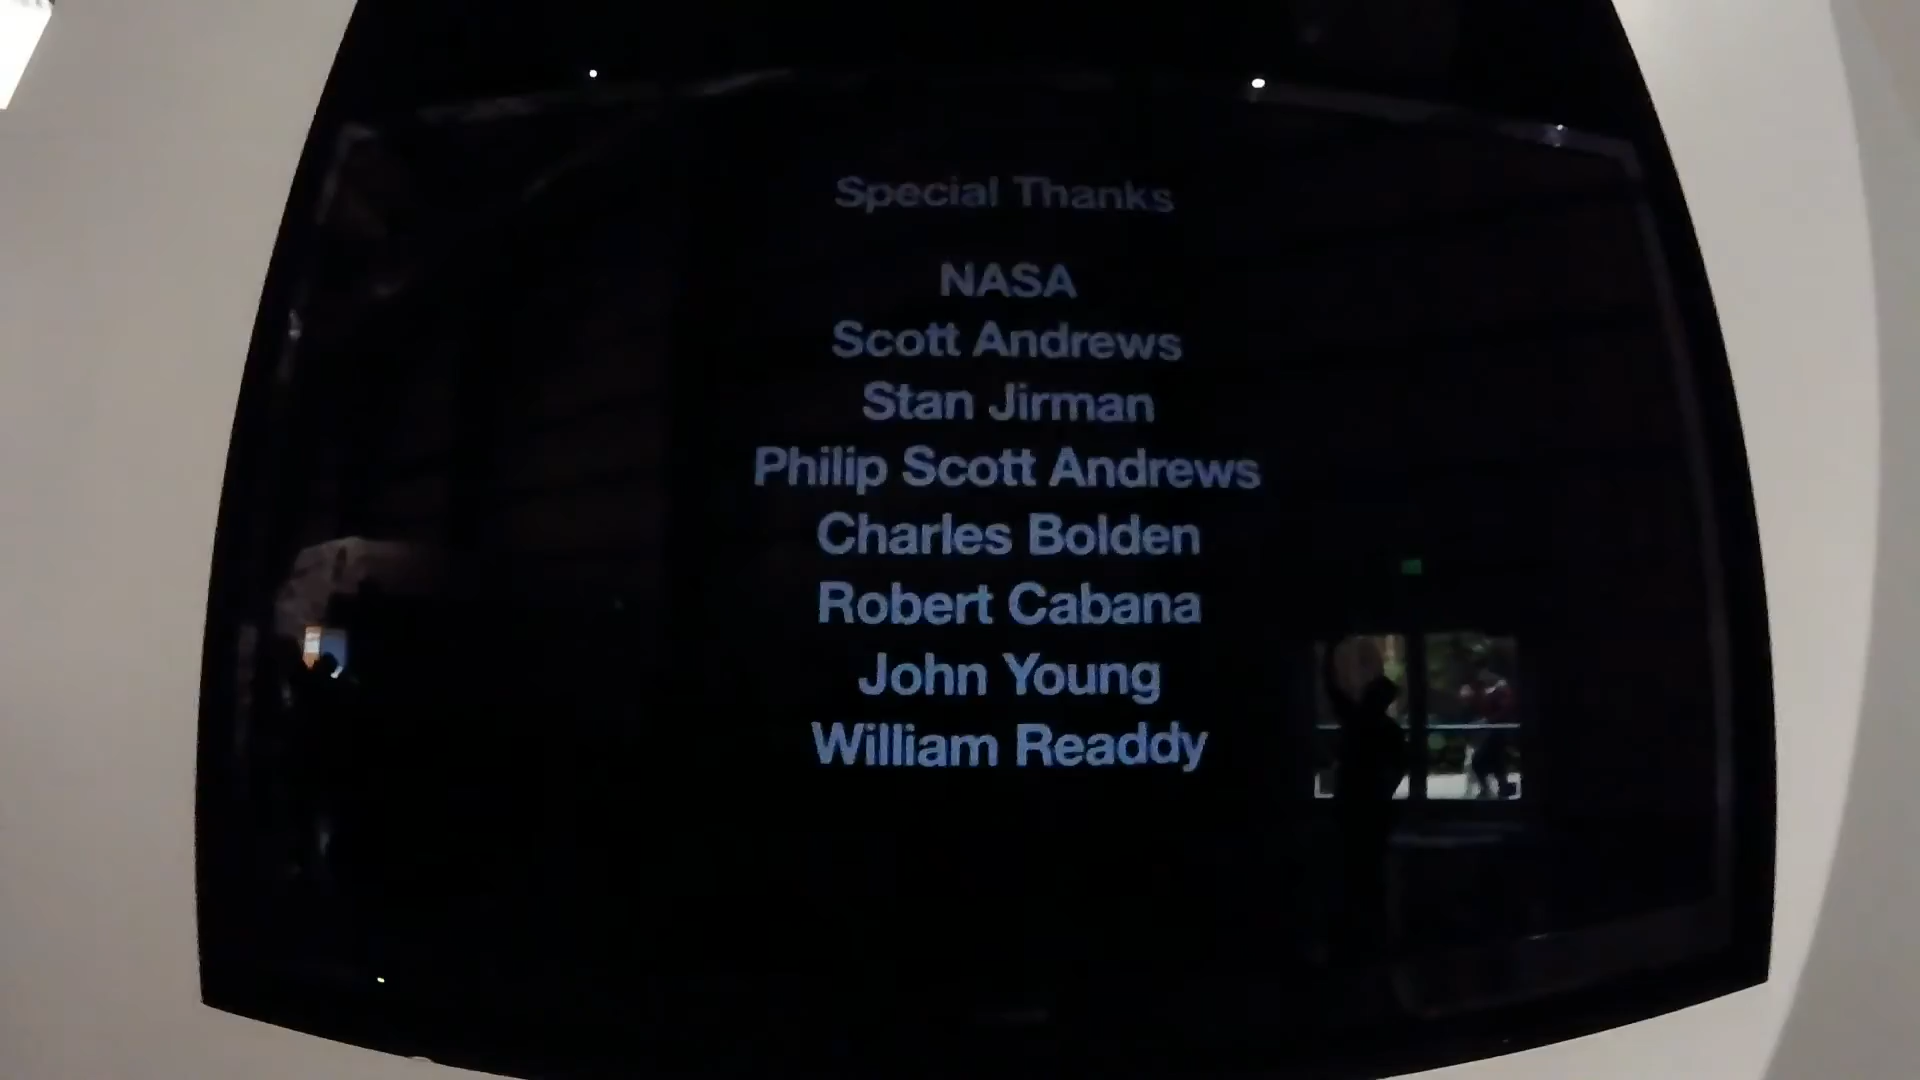 Special Thanks
NASA
Scott Andrews
Stan Jirman
Philip Scott Andrews
Charles Bolden
Robert Cabana
John Young
William Readdy